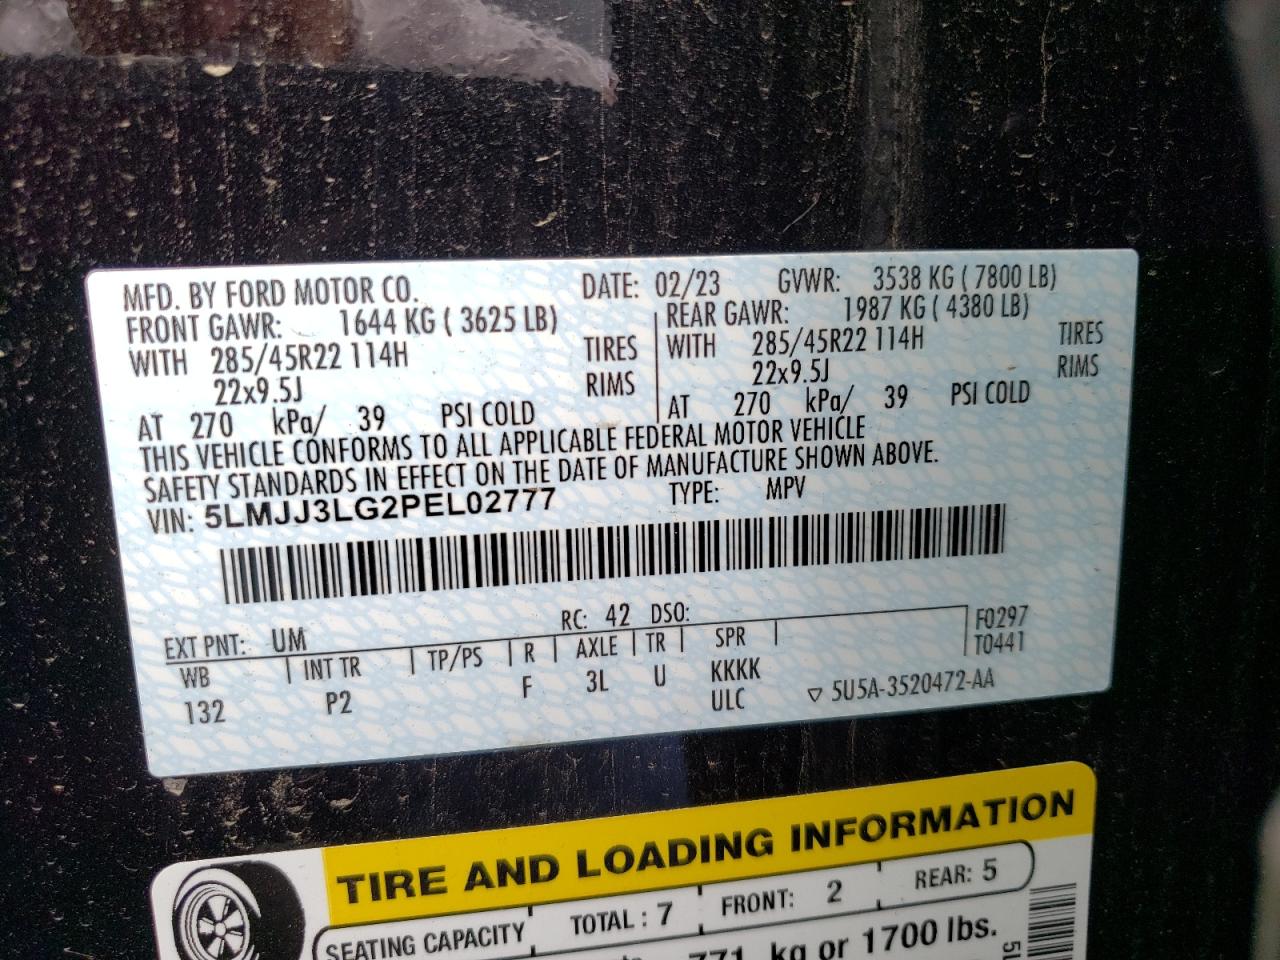 MFD. BY FORD MOTOR CO. DATE: 02/23 GVWR: 3538 KG ( 7800 LB)
FRONT GAWR: 1644 KG ( 3625 LB) REAR GAWR: 1987 KG ( 4380 LB)
WITH 285/45R22 114H TIRES WITH 285/45R22 114H TIRES
22x9.5J RIMS 22x9.5J RIMS
AT 270 kPa/ 39 PSI COLD AT 270 kPa/ 39 PSI COLD
THIS VEHICLE CONFORMS TO ALL APPLICABLE FEDERAL MOTOR VEHICLE
SAFETY STANDARDS IN EFFECT ON THE DATE OF MANUFACTURE SHOWN ABOVE.
VIN: 5LMJJ3LG2PEL02777 TYPE: MPV
EXT PNT: UM RC: 42 DSO: F0297
WB INT TR TP/PS R AXLE TR SPR T0441
132 P2 F 3L U KKKK
ULC ▽ 5U5A-3520472-AA
TIRE AND LOADING INFORMATION
SEATING CAPACITY TOTAL : 7 FRONT: 2 REAR: 5
771 kg or 1700 lbs.